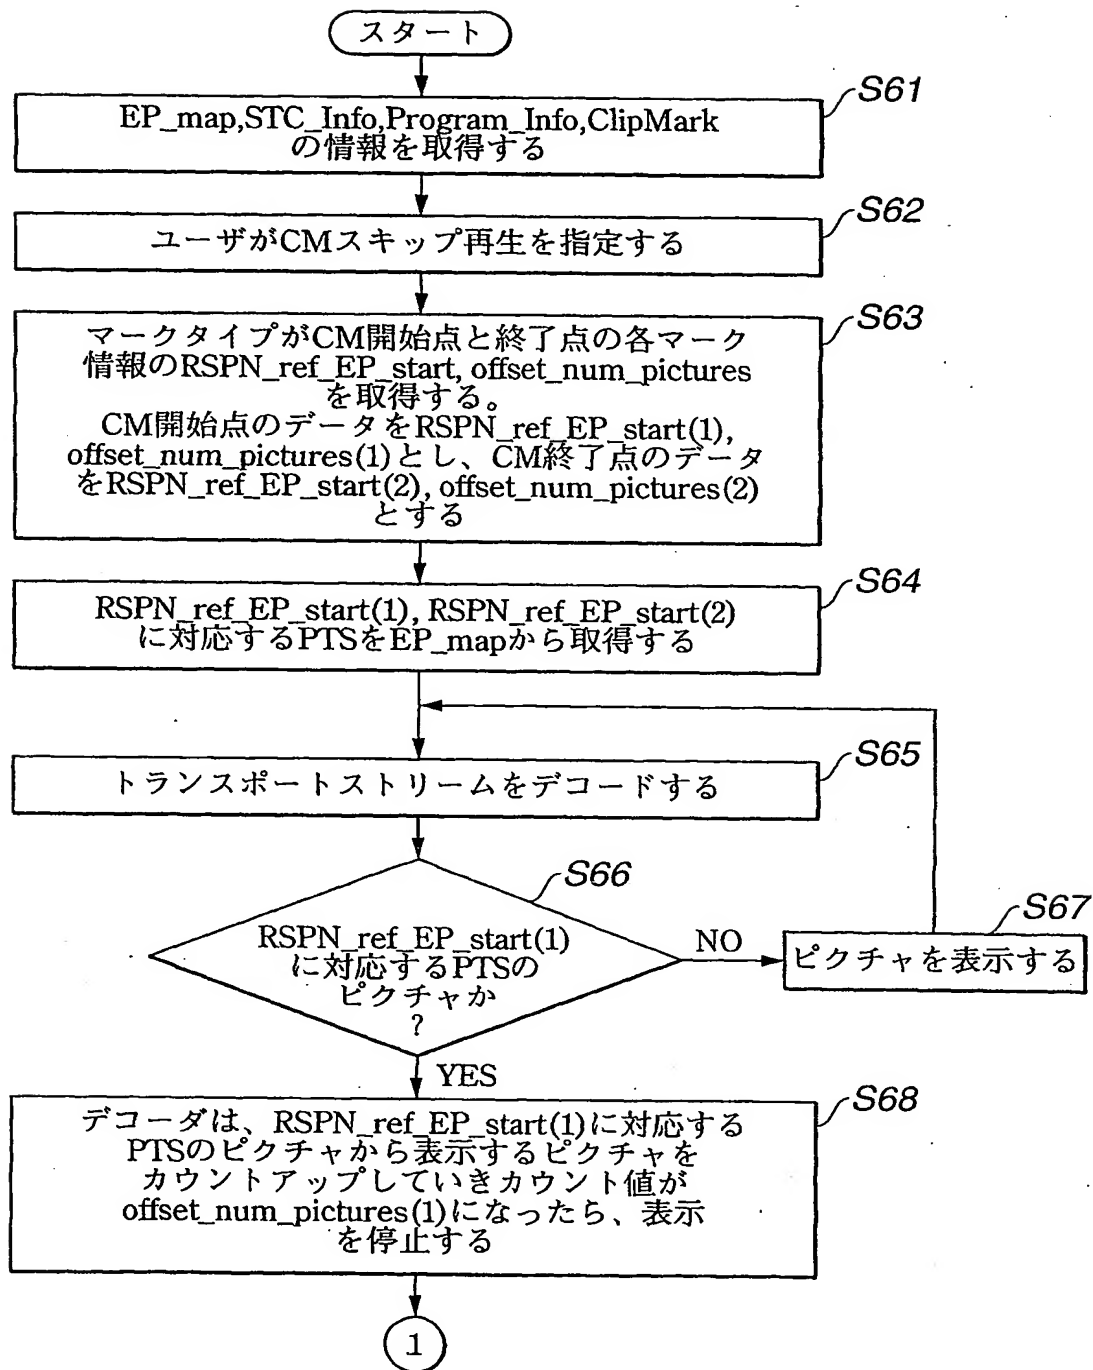 スタート
S61
EP_map,STC_Info,Program_Info,ClipMark
の情報を取得する
S62
ユーザがCMスキップ再生を指定する
S63
マークタイプがCM開始点と終了点の各マーク
情報のRSPN_ref_EP_start, offset_num_pictures
を取得する。
CM開始点のデータをRSPN_ref_EP_start(1),
offset_num_pictures(1)とし、CM終了点のデータ
をRSPN_ref_EP_start(2), offset_num_pictures(2)
とする
S64
RSPN_ref_EP_start(1), RSPN_ref_EP_start(2)
に対応するPTSをEP_mapから取得する
S65
トランスポートストリームをデコードする
S66
RSPN_ref_EP_start(1)
に対応するPTSの
ピクチャか
?
NO
S67
ピクチャを表示する
YES
S68
デコーダは、RSPN_ref_EP_start(1)に対応する
PTSのピクチャから表示するピクチャを
カウントアップしていきカウント値が
offset_num_pictures(1)になったら、表示
を停止する
1